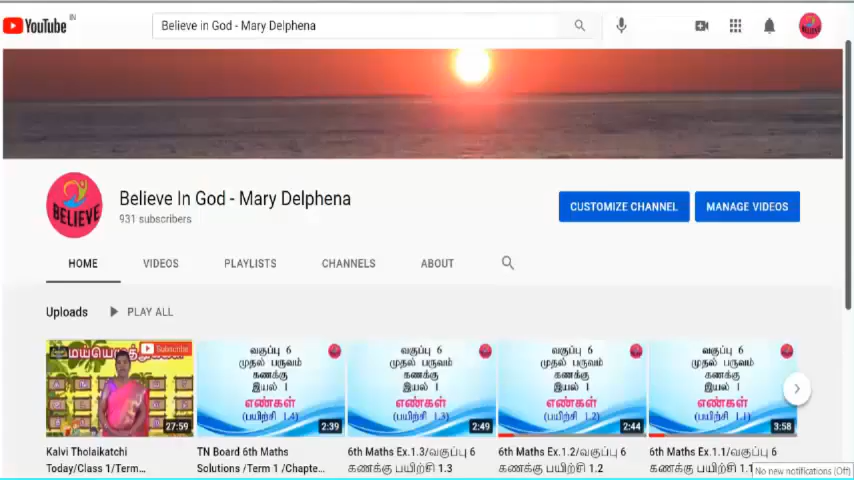 YouTube IN
Believe in God - Mary Delphena
BELIEVE
Believe In God - Mary Delphena
931 subscribers
CUSTOMIZE CHANNEL
MANAGE VIDEOS
HOME VIDEOS PLAYLISTS CHANNELS ABOUT
Uploads PLAY ALL
Subscribe
27:59
Kalvi Tholaikatchi
Today/Class 1/Term...
வகுப்பு 6
முதல் பருவம்
கணக்கு
இயல் 1
எண்கள்
(பயிற்சி 1.4)
2:39
TN Board 6th Maths
Solutions /Term 1 /Chapte...
வகுப்பு 6
முதல் பருவம்
கணக்கு
இயல் 1
எண்கள்
(பயிற்சி 1.3)
2:49
6th Maths Ex.1.3/வகுப்பு 6
கணக்கு பயிற்சி 1.3
வகுப்பு 6
முதல் பருவம்
கணக்கு
இயல் 1
எண்கள்
(பயிற்சி 1.2)
2:44
6th Maths Ex.1.2/வகுப்பு 6
கணக்கு பயிற்சி 1.2
வகுப்பு 6
முதல் பருவம்
கணக்கு
இயல் 1
எண்கள்
(பயிற்சி 1.1)
3:58
6th Maths Ex.1.1/வகுப்பு 6
கணக்கு பயிற்சி 1.1
No new notifications (Off)